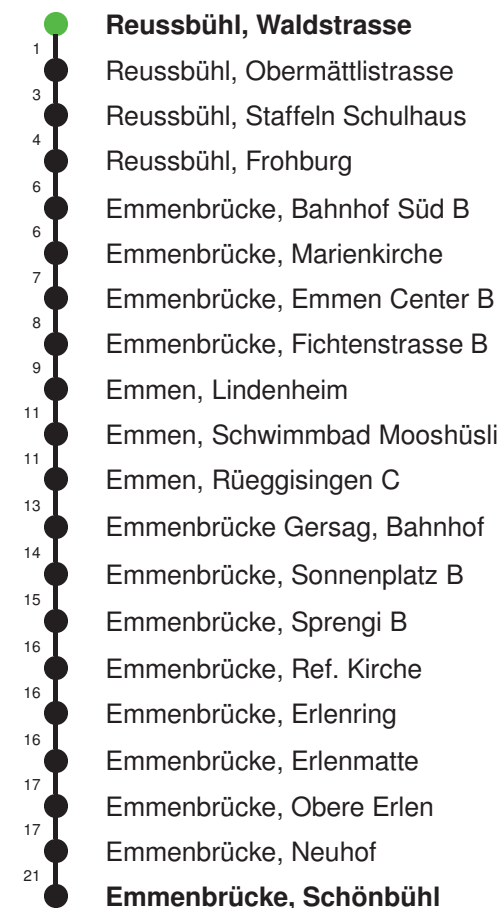 Reussbühl, Waldstrasse
1
Reussbühl, Obermättlistrasse
3
Reussbühl, Staffeln Schulhaus
4
Reussbühl, Frohburg
6
Emmenbrücke, Bahnhof Süd B
6
Emmenbrücke, Marienkirche
7
Emmenbrücke, Emmen Center B
8
Emmenbrücke, Fichtenstrasse B
9
Emmen, Lindenheim
11
Emmen, Schwimmbad Mooshüsli
11
Emmen, Rüeggisingen C
13
Emmenbrücke Gersag, Bahnhof
14
Emmenbrücke, Sonnenplatz B
15
Emmenbrücke, Sprengi B
16
Emmenbrücke, Ref. Kirche
16
Emmenbrücke, Erlenring
16
Emmenbrücke, Erlenmatte
17
Emmenbrücke, Obere Erlen
17
Emmenbrücke, Neuhof
21
Emmenbrücke, Schönbühl